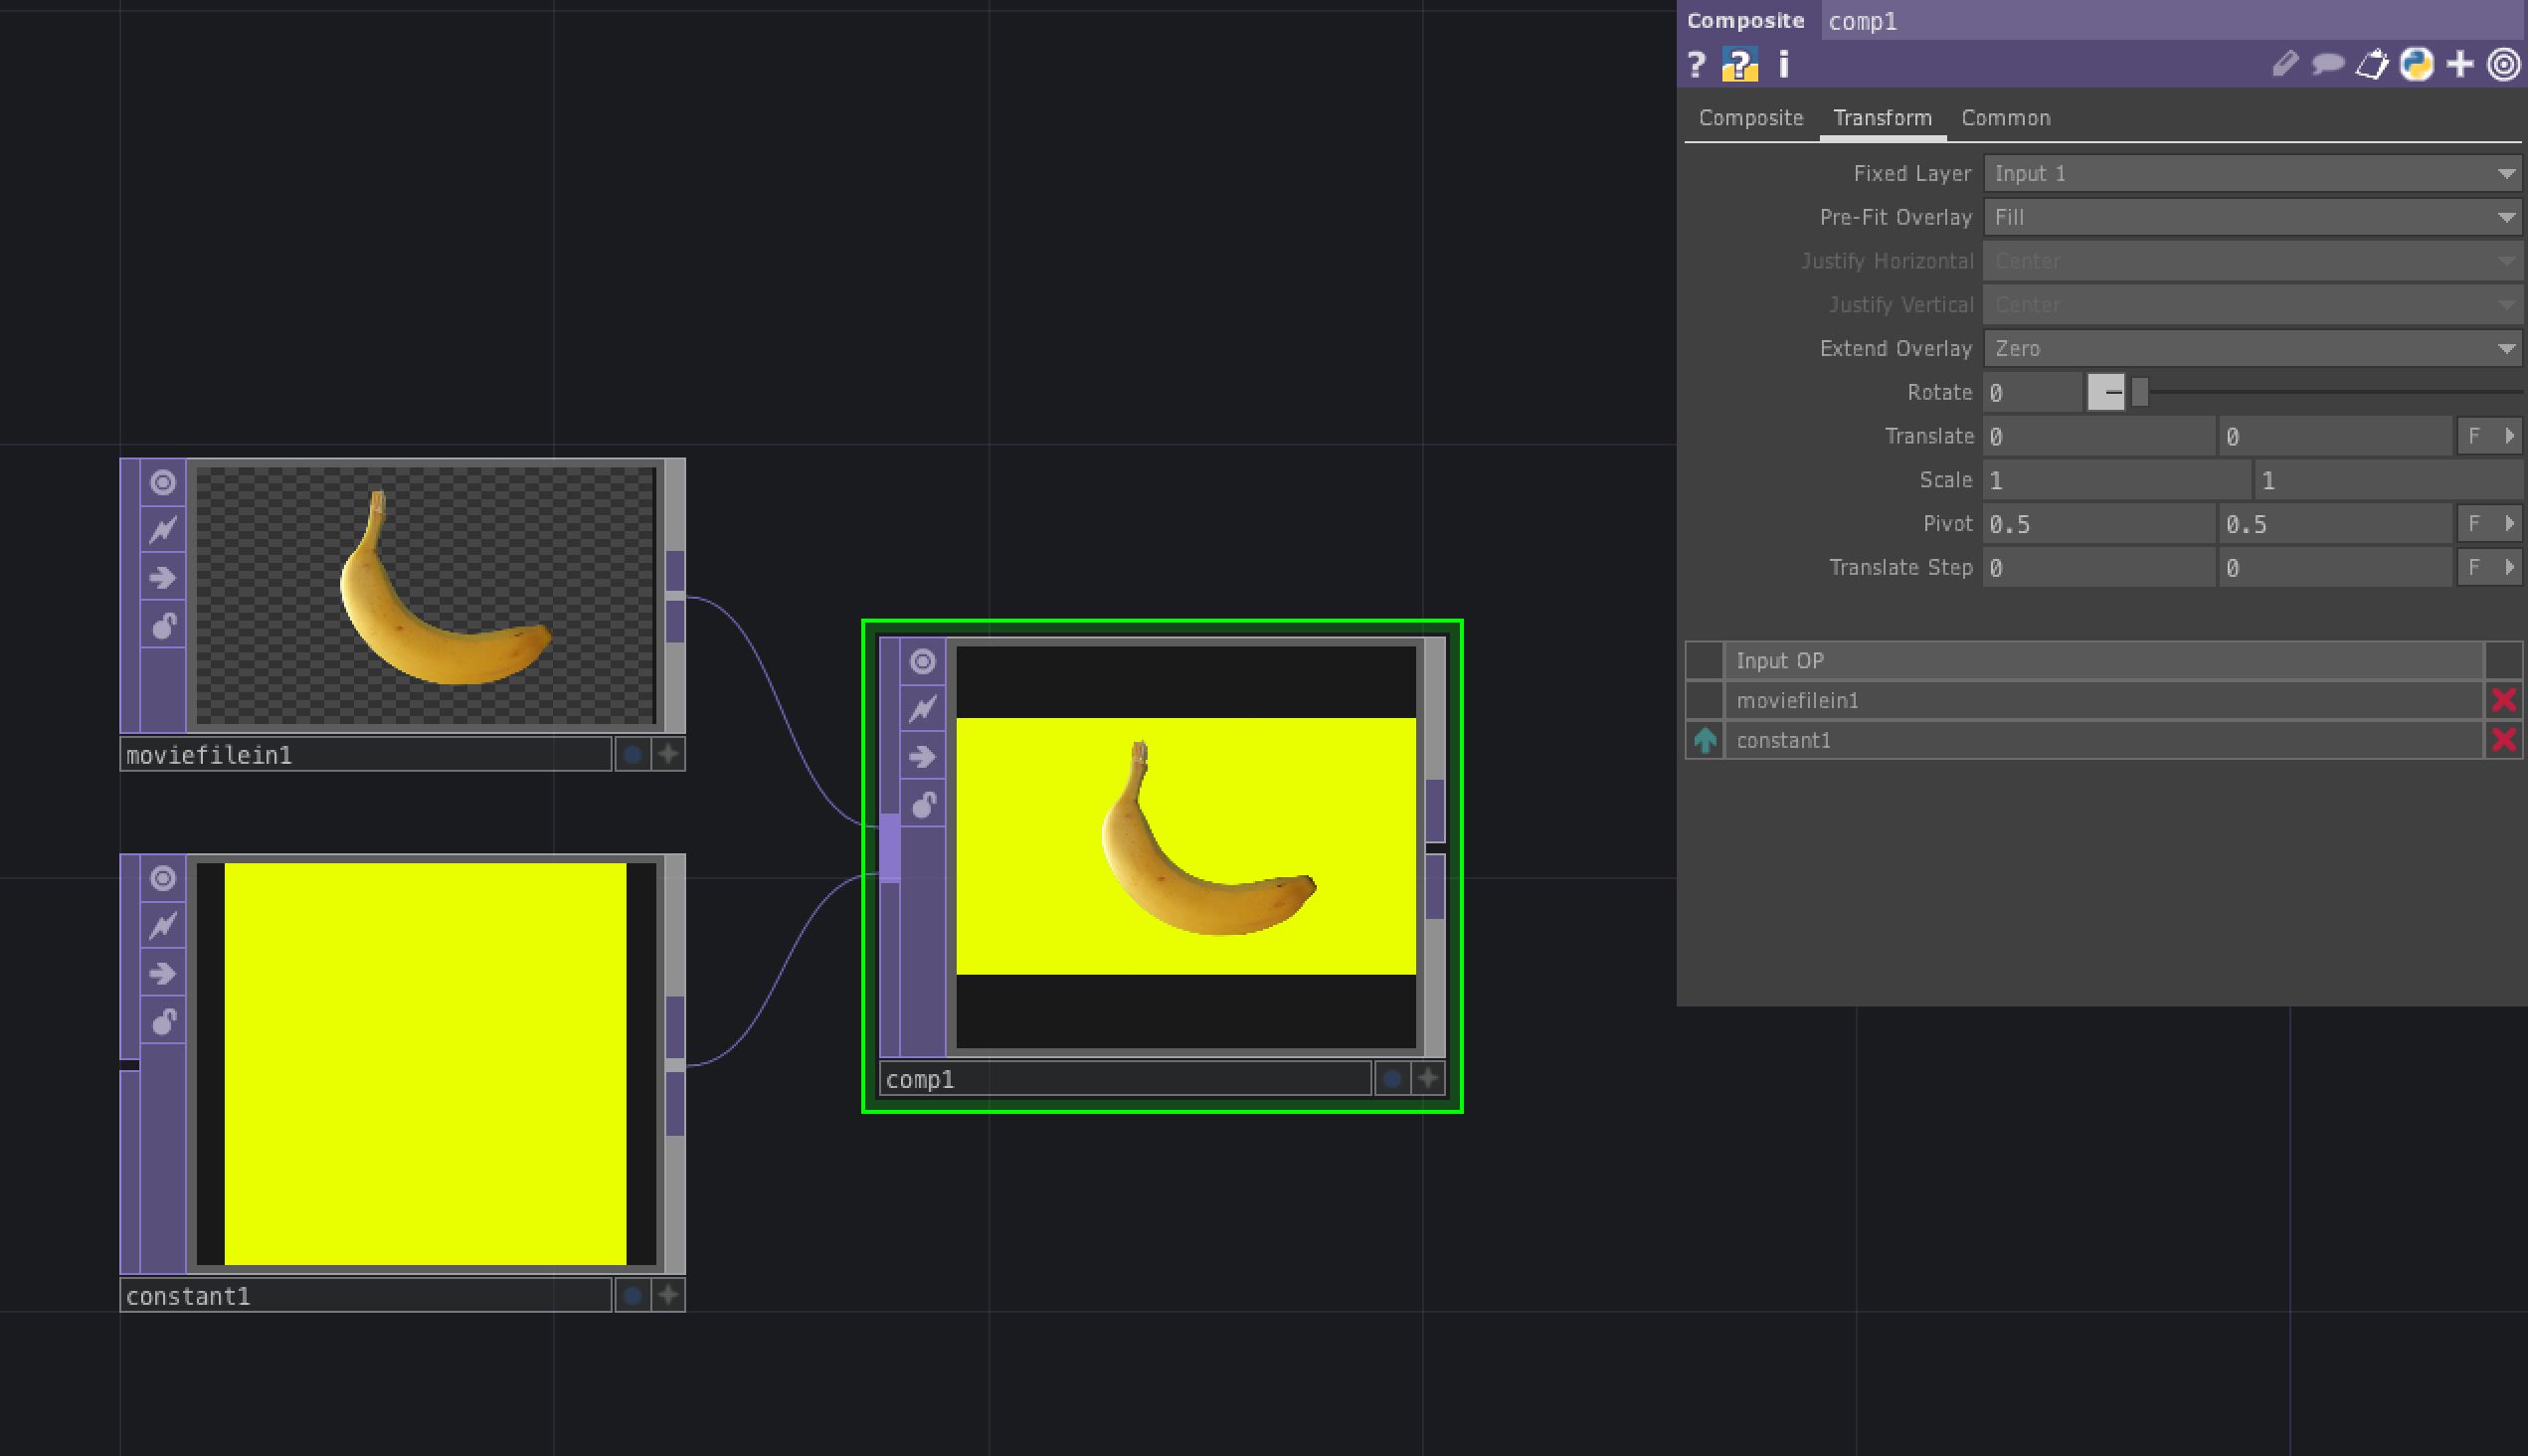 Composite comp1
? ? i
Composite Transform Common
Fixed Layer Input 1
Pre-Fit Overlay Fill
Justify Horizontal Center
Justify Vertical Center
Extend Overlay Zero
Rotate 0
Translate 0 0 F
Scale 1 1
Pivot 0.5 0.5 F
Translate Step 0 0 F
Input OP
moviefilein1
constant1
moviefilein1
comp1
constant1